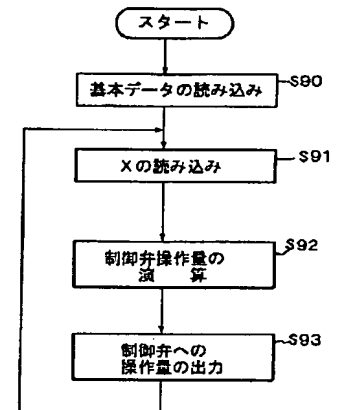 スタート
基本データの読み込み
S90
Xの読み込み
S91
制御弁操作量の
演 算
S92
制御弁への
操作量の出力
S93